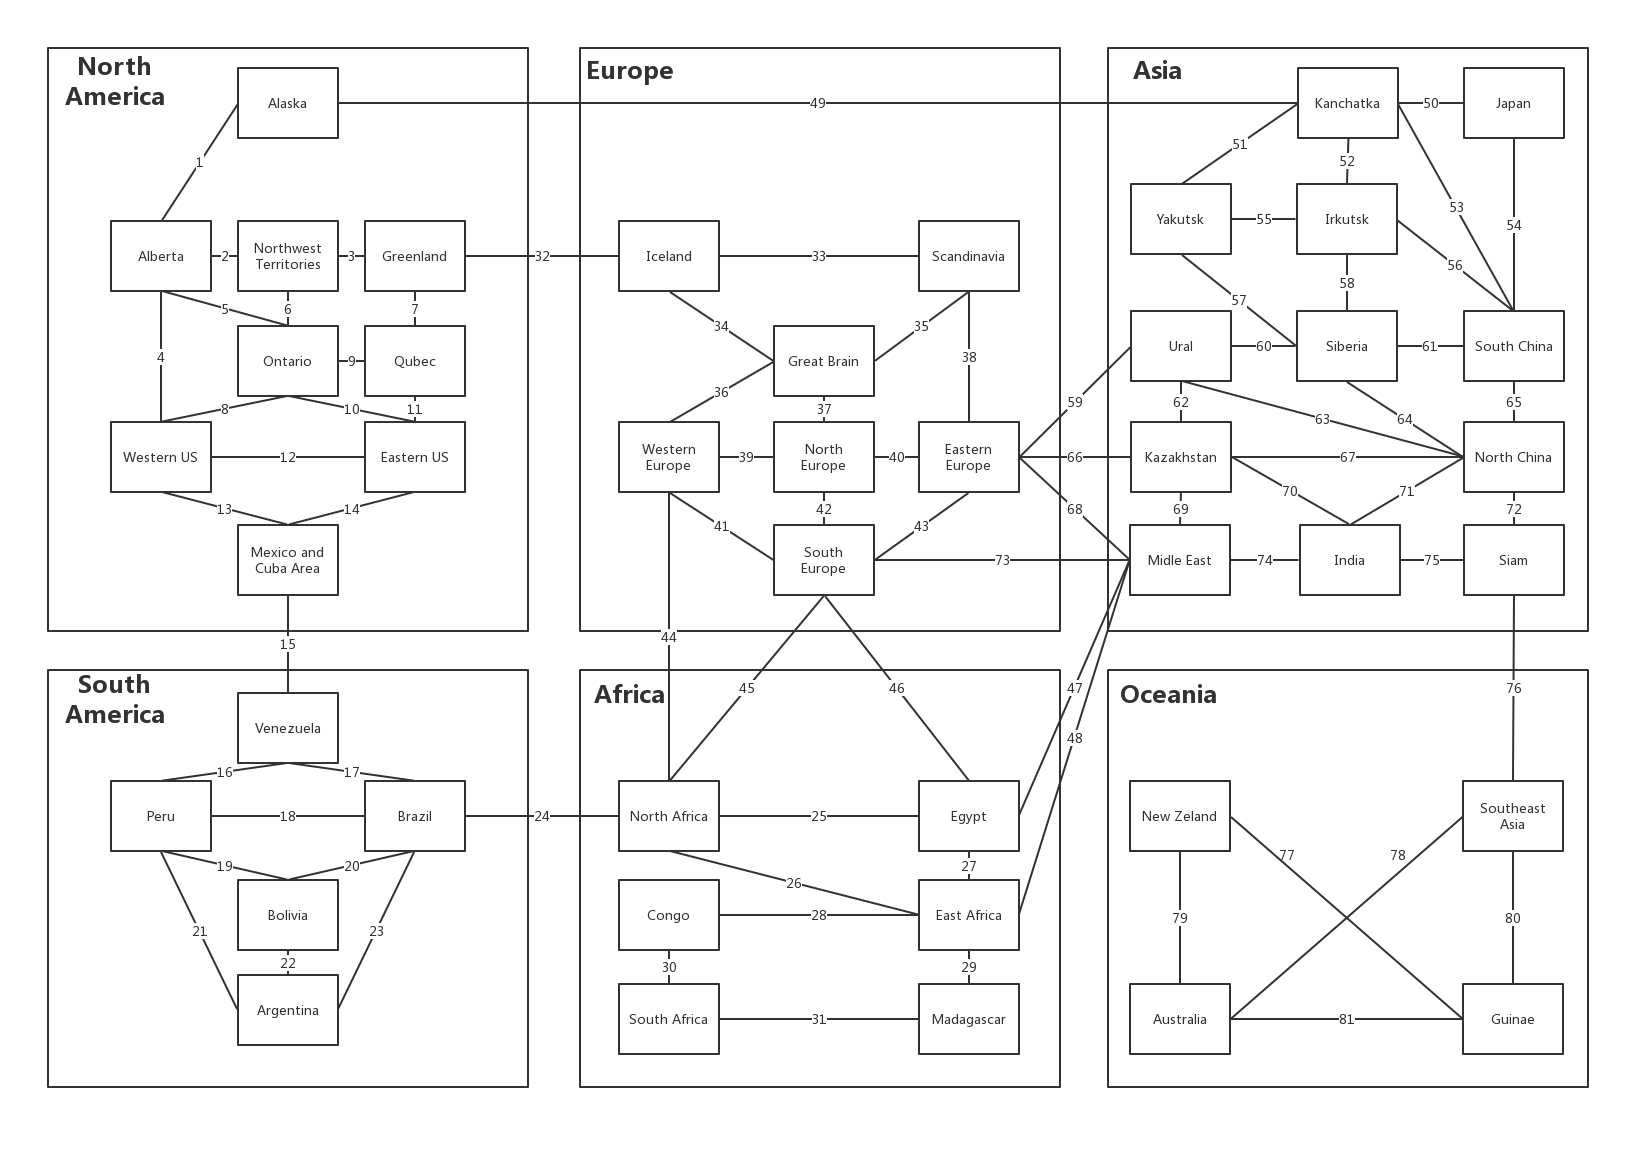 North
America
Europe
Asia
Alaska
49
Kanchatka
50
Japan
1
51
52
53
54
Yakutsk
55
Irkutsk
56
Alberta
2
Northwest
Territories
3
Greenland
32
Iceland
33
Scandinavia
57
58
5
6
7
34
35
4
Ontario
9
Qubec
Great Brain
38
Ural
60
Siberia
61
South China
36
59
62
63
64
65
8
10
11
37
Western US
12
Eastern US
Western
Europe
39
North
Europe
40
Eastern
Europe
66
Kazakhstan
67
North China
13
14
41
42
43
68
69
70
71
72
Mexico and
Cuba Area
South
Europe
73
Midle East
74
India
75
Siam
15
44
South
America
Africa
Oceania
45
46
47
76
Venezuela
48
16
17
Peru
18
Brazil
24
North Africa
25
Egypt
New Zeland
Southeast
Asia
19
20
26
27
77
78
Bolivia
Congo
28
East Africa
79
80
21
22
23
30
29
Argentina
South Africa
31
Madagascar
Australia
81
Guinae